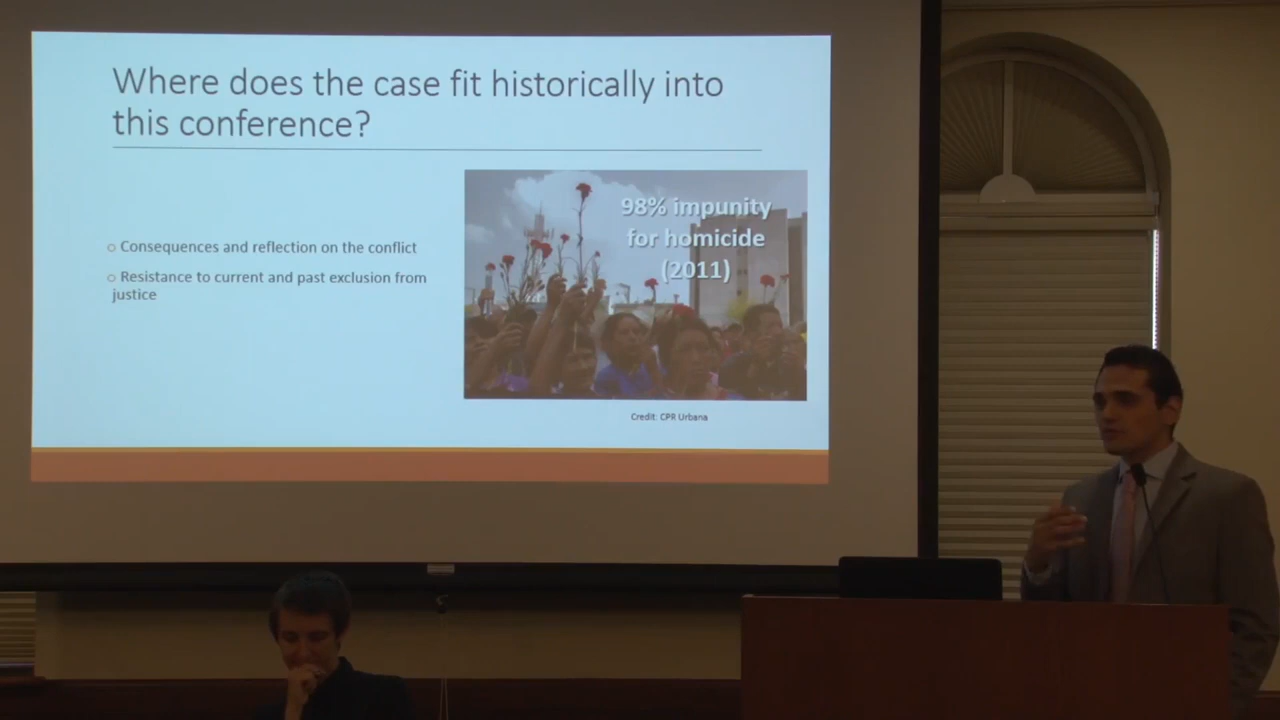 Where does the case fit historically into
this conference?
○ Consequences and reflection on the conflict
○ Resistance to current and past exclusion from
justice
98% impunity
for homicide
(2011)
Credit: CPR Urbana